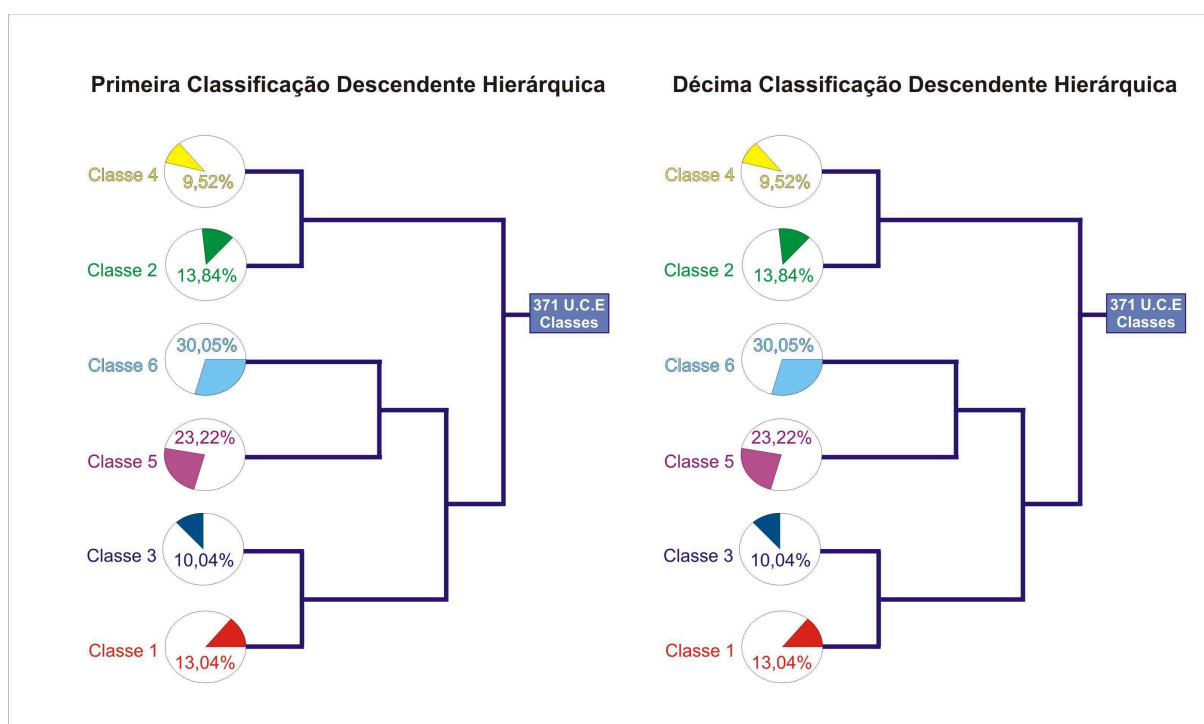 Primeira Classificação Descendente Hierárquica
Classe 4
9,52%
Classe 2
13,84%
371 U.C.E
Classes
30,05%
Classe 6
23,22%
Classe 5
Classe 3
10,04%
Classe 1
13,04%
Décima Classificação Descendente Hierárquica
Classe 4
9,52%
Classe 2
13,84%
371 U.C.E
Classes
30,05%
Classe 6
23,22%
Classe 5
Classe 3
10,04%
Classe 1
13,04%